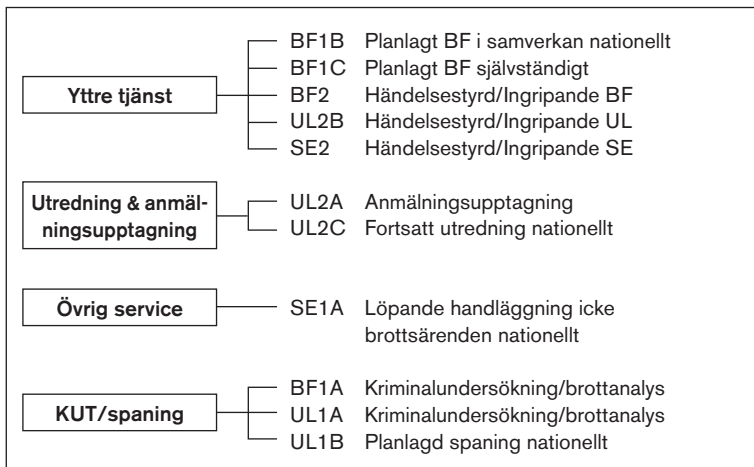 Yttre tjänst
BF1B Planlagt BF i samverkan nationellt
BF1C Planlagt BF självständigt
BF2 Händelsestyrd/Ingripande BF
UL2B Händelsestyrd/Ingripande UL
SE2 Händelsestyrd/Ingripande SE
Utredning & anmäl-
ningsupptagning
UL2A Anmälningsupptagning
UL2C Fortsatt utredning nationellt
Övrig service
SE1A Löpande handläggning icke
brottsärenden nationellt
KUT/spaning
BF1A Kriminalundersökning/brottanalys
UL1A Kriminalundersökning/brottanalys
UL1B Planlagd spaning nationellt